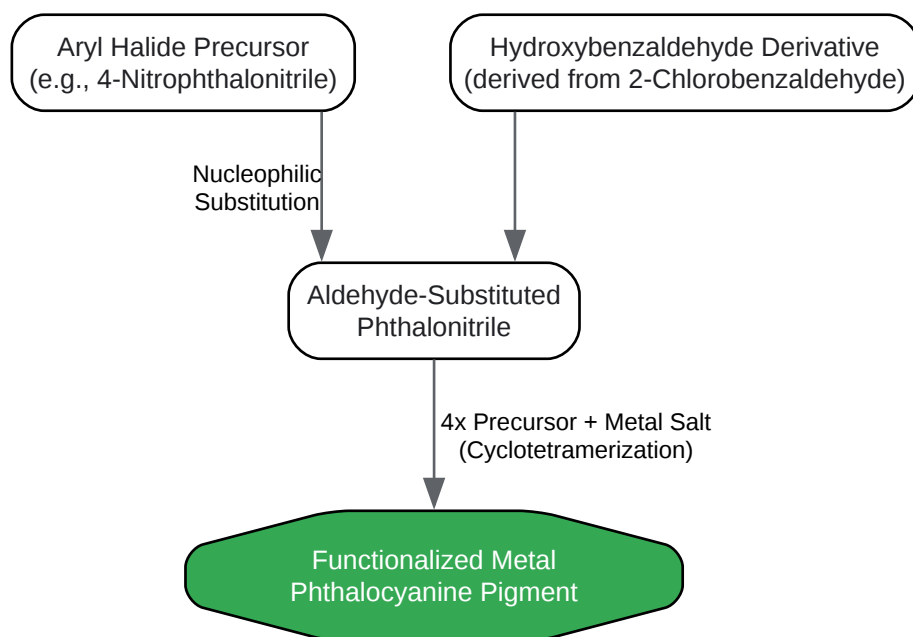 Aryl Halide Precursor
(e.g., 4-Nitrophthalonitrile)
Hydroxybenzaldehyde Derivative
(derived from 2-Chlorobenzaldehyde)
Nucleophilic
Substitution
Aldehyde-Substituted
Phthalonitrile
4x Precursor + Metal Salt
(Cyclotetramerization)
Functionalized Metal
Phthalocyanine Pigment